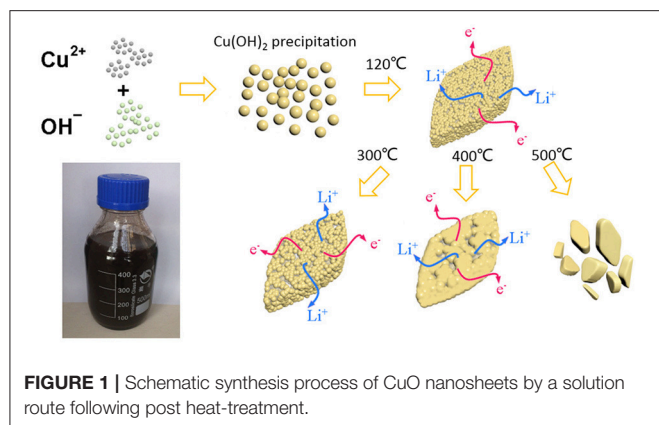 Cu²⁺
+
OH⁻
Cu(OH)₂ precipitation
120℃
e⁻
Li⁺
Li⁺
e⁻
300℃
400℃
500℃
Li⁺
e⁻
e⁻
Li⁺
e⁻
Li⁺
Li⁺
e⁻
400
300
200
100
FIGURE 1 | Schematic synthesis process of CuO nanosheets by a solution
route following post heat-treatment.